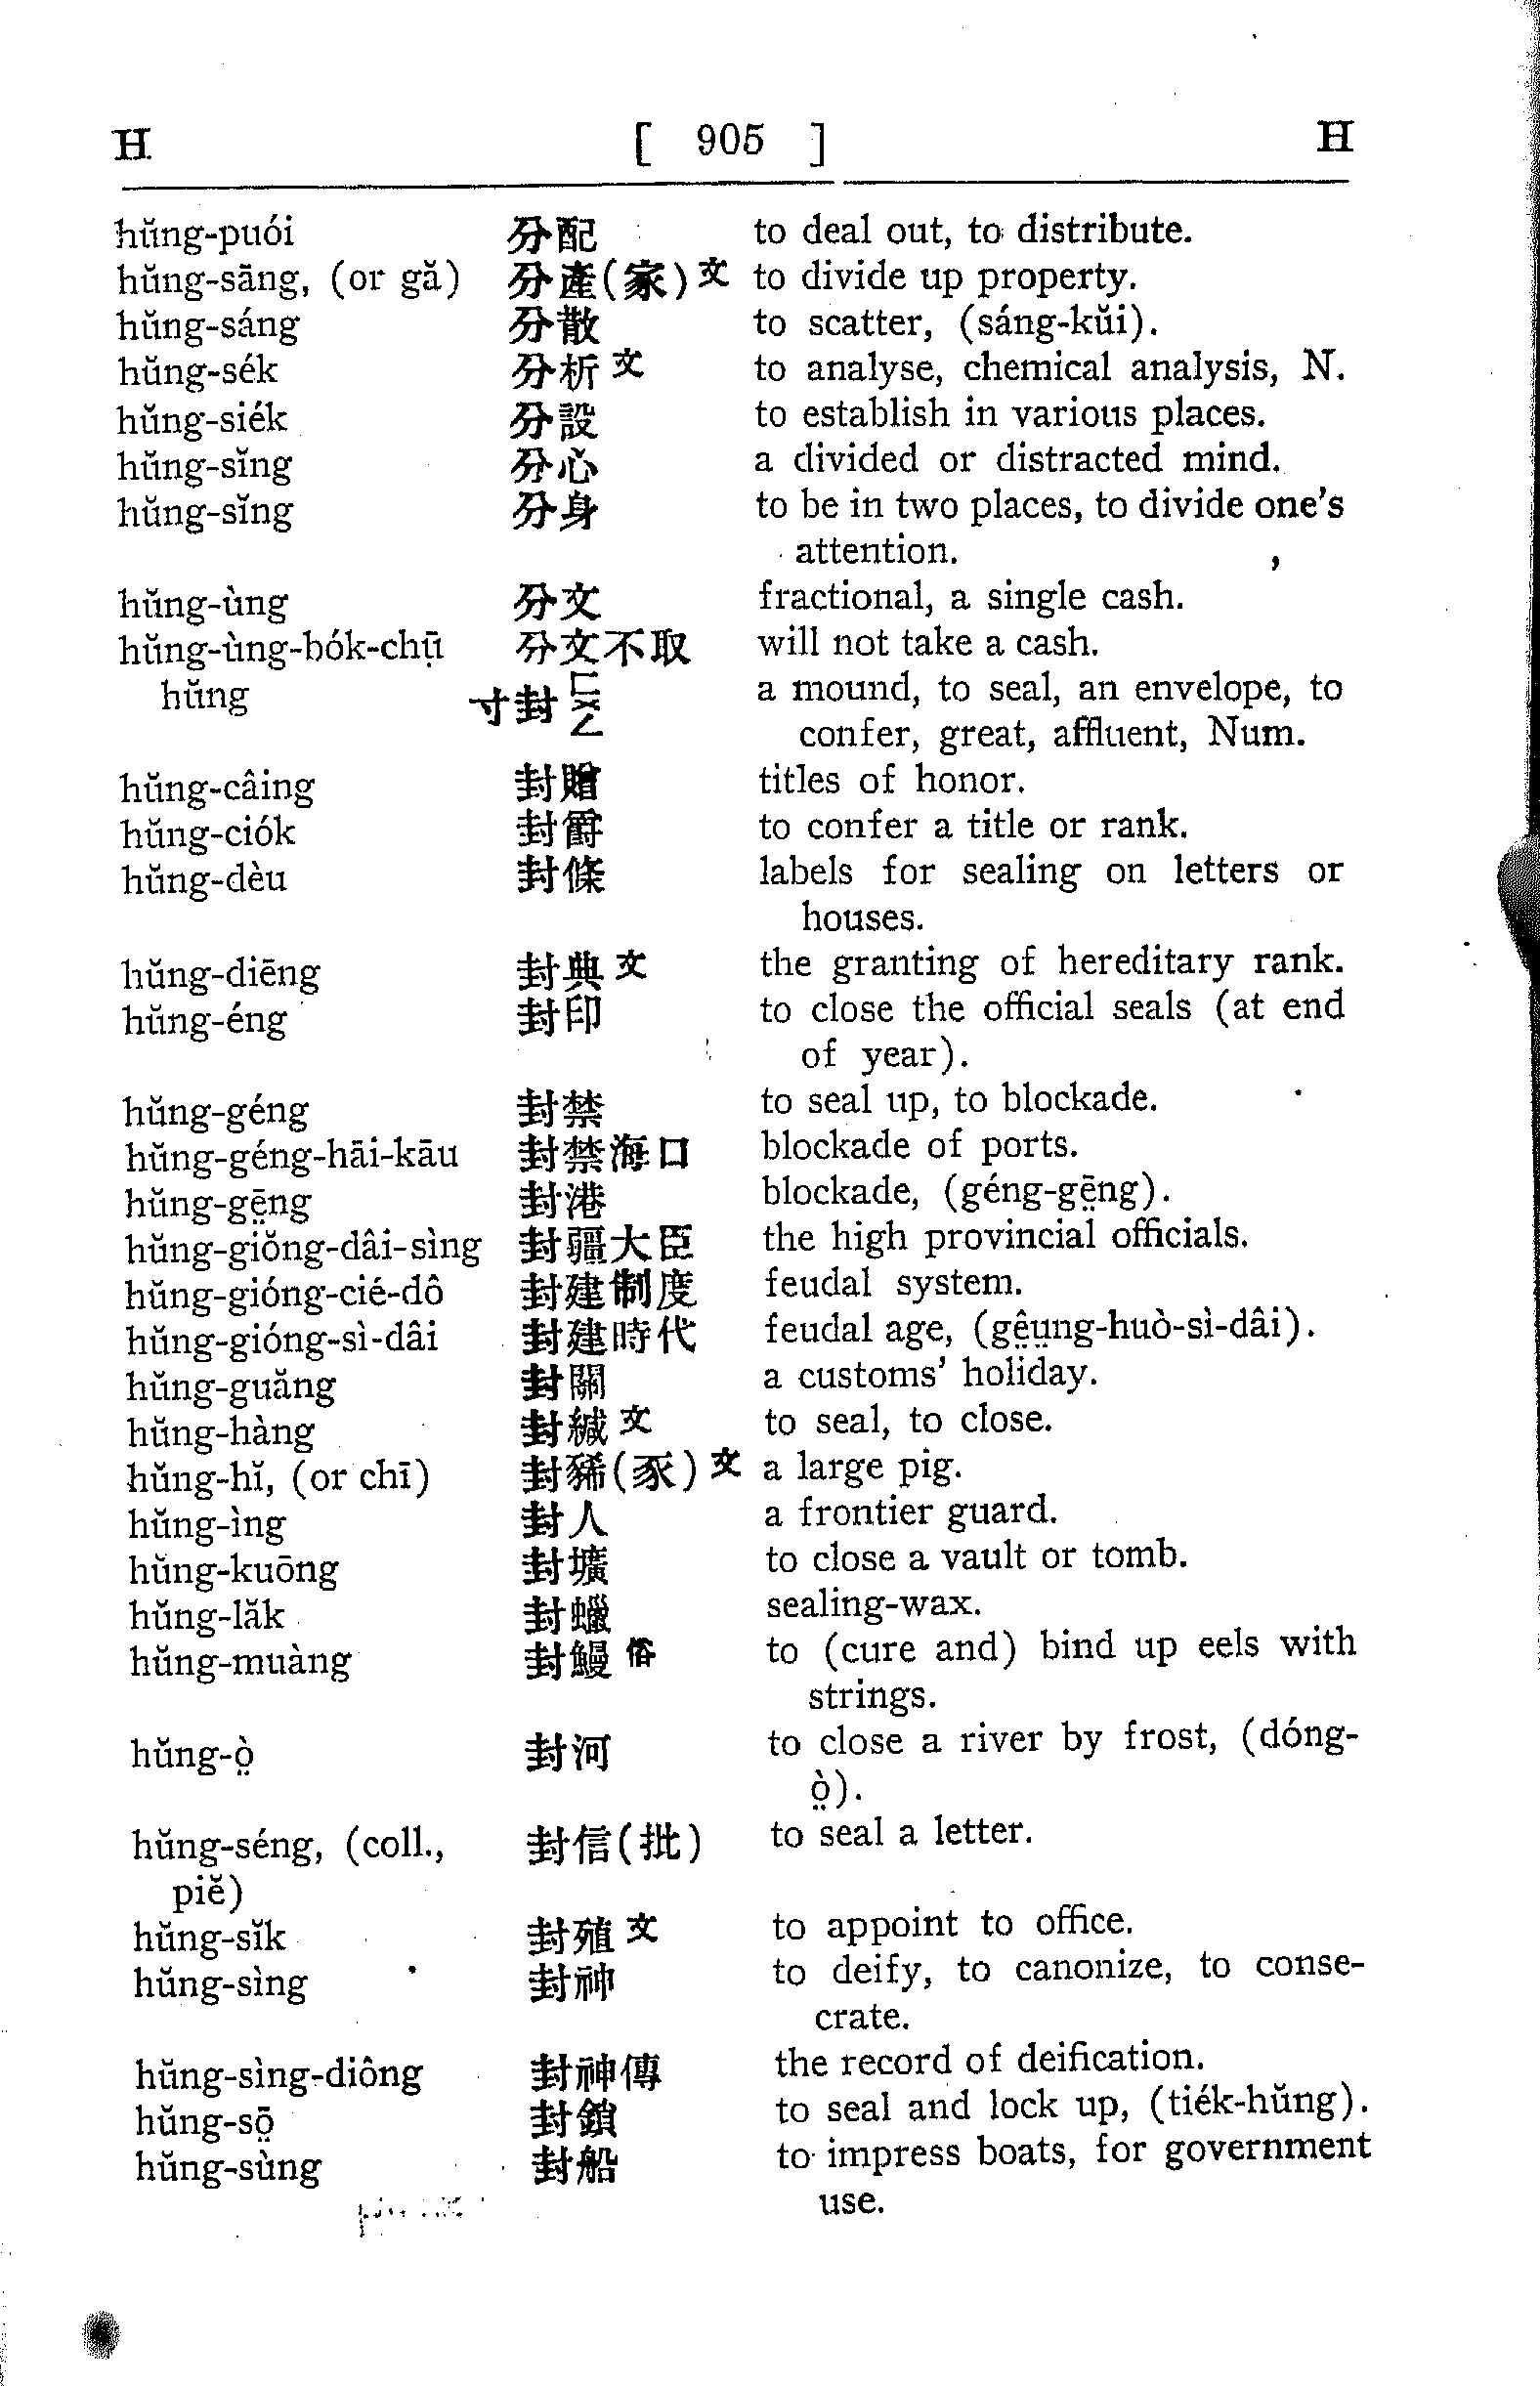 H [ 905 ] H
hŭng-puói 分配 to deal out, to distribute.
hŭng-sāng, (or gă) 分產(家)文 to divide up property.
hŭng-sáng 分散 to scatter, (sáng-kŭi).
hŭng-sék 分析文 to analyse, chemical analysis, N.
hŭng-siék 分設 to establish in various places.
hŭng-sĭng 分心 a divided or distracted mind.
hŭng-sĭng 分身 to be in two places, to divide one's
attention.
hŭng-ùng 分文 fractional, a single cash.
hŭng-ùng-bók-chṳ̄ 分文不取 will not take a cash.
hŭng 寸封ㄈㄨㄥ a mound, to seal, an envelope, to
confer, great, affluent, Num.
hŭng-câing 封贈 titles of honor.
hŭng-ciók 封爵 to confer a title or rank.
hŭng-dèu 封條 labels for sealing on letters or
houses.
hŭng-diēng 封典文 the granting of hereditary rank.
hŭng-éng 封印 to close the official seals (at end
of year).
hŭng-géng 封禁 to seal up, to blockade.
hŭng-géng-hāi-kāu 封禁海口 blockade of ports.
hŭng-gē̤ng 封港 blockade, (géng-gē̤ng).
hŭng-giŏng-dâi-sìng 封疆大臣 the high provincial officials.
hŭng-gióng-cié-dô 封建制度 feudal system.
hŭng-gióng-sì-dâi 封建時代 feudal age, (gê̤ṳng-huò-sì-dâi).
hŭng-guăng 封關 a customs' holiday.
hŭng-hàng 封緘文 to seal, to close.
hŭng-hĭ, (or chī) 封豨(豕)文 a large pig.
hŭng-ìng 封人 a frontier guard.
hŭng-kuōng 封壙 to close a vault or tomb.
hŭng-lăk 封蠟 sealing-wax.
hŭng-muàng 封鰻俗 to (cure and) bind up eels with
strings.
hŭng-ò̤ 封河 to close a river by frost, (dóng-
ò̤).
hŭng-séng, (coll., 封信(批) to seal a letter.
piĕ)
hŭng-sĭk 封殖文 to appoint to office.
hŭng-sìng 封神 to deify, to canonize, to conse-
crate.
hŭng-sìng-diông 封神傳 the record of deification.
hŭng-sō̤ 封鎖 to seal and lock up, (tiék-hŭng).
hŭng-sùng 封船 to impress boats, for government
use.